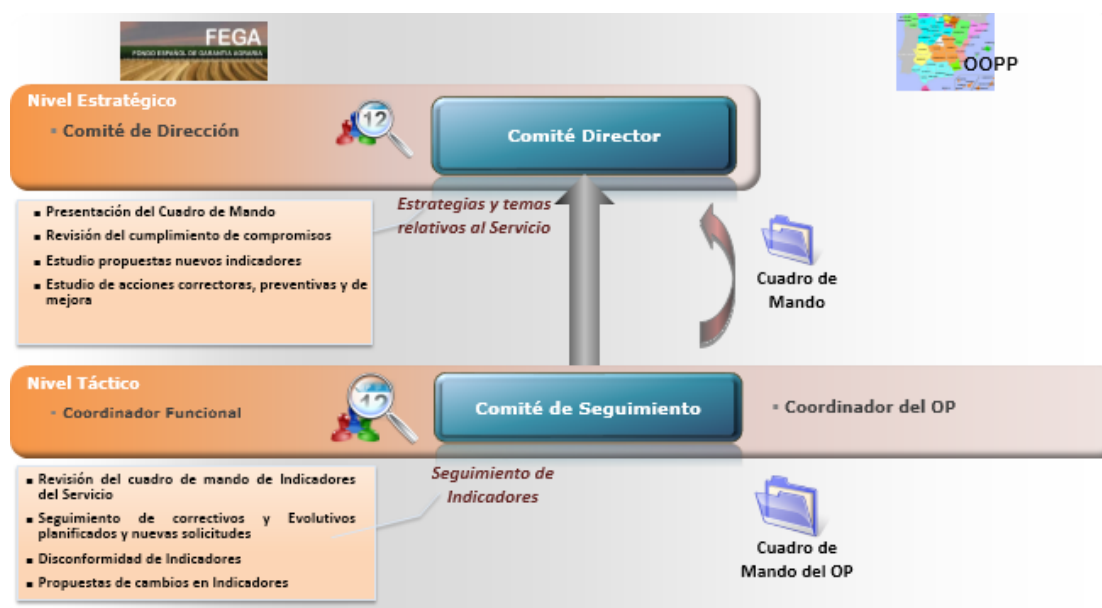 FEGA
FONDO ESPAÑOL DE GARANTIA AGRARIA
OOPP
Nivel Estratégico
▪ Comité de Dirección
12
Comité Director
▪ Presentación del Cuadro de Mando
▪ Revisión del cumplimiento de compromisos
▪ Estudio propuestas nuevos indicadores
▪ Estudio de acciones correctoras, preventivas y de
mejora
Estrategias y temas
relativos al Servicio
Cuadro de
Mando
Nivel Táctico
▪ Coordinador Funcional
12
Comité de Seguimiento
▪ Coordinador del OP
▪ Revisión del cuadro de mando de Indicadores
del Servicio
▪ Seguimiento de correctivos y Evolutivos
planificados y nuevas solicitudes
▪ Disconformidad de Indicadores
▪ Propuestas de cambios en Indicadores
Seguimiento de
Indicadores
Cuadro de
Mando del OP